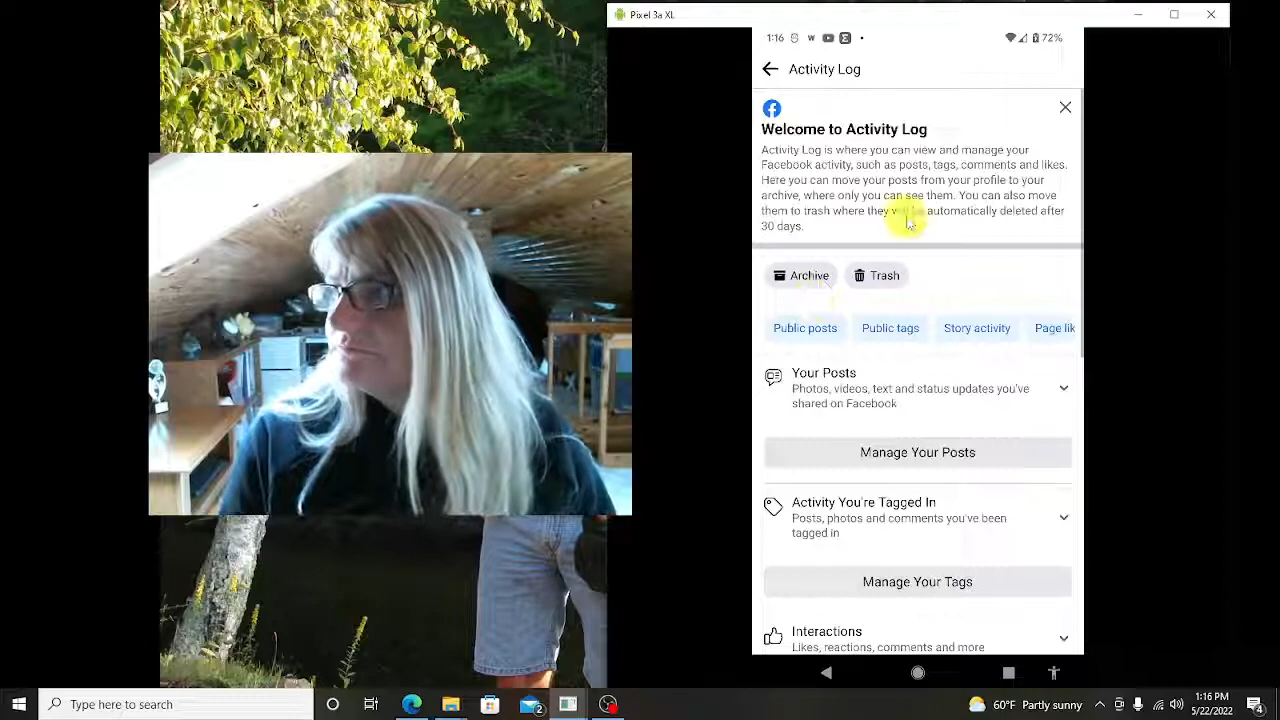 Pixel 3a XL
1:16
72%
Activity Log
Welcome to Activity Log
Activity Log is where you can view and manage your
Facebook activity, such as posts, tags, comments and likes.
Here you can move your posts from your profile to your
archive, where only you can see them. You can also move
them to trash where they will be automatically deleted after
30 days.
Archive
Trash
Public posts
Public tags
Story activity
Page lik
Your Posts
Photos, videos, text and status updates you've
shared on Facebook
Manage Your Posts
Activity You're Tagged In
Posts, photos and comments you've been
tagged in
Manage Your Tags
Interactions
Likes, reactions, comments and more
Type here to search
2
60°F Partly sunny
1:16 PM
5/22/2022